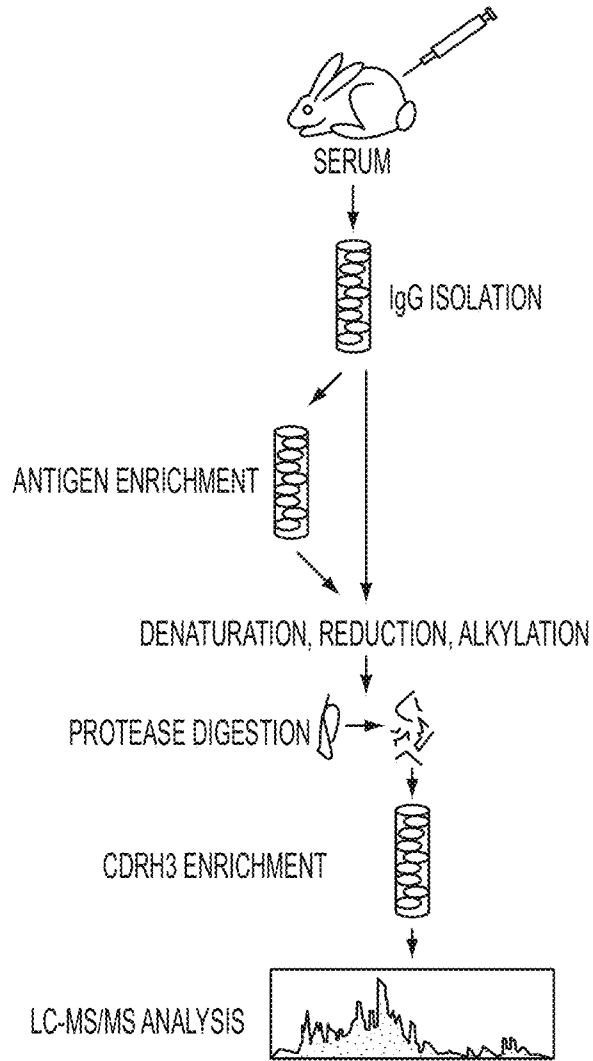 SERUM
IgG ISOLATION
ANTIGEN ENRICHMENT
DENATURATION, REDUCTION, ALKYLATION
PROTEASE DIGESTION
CDRH3 ENRICHMENT
LC-MS/MS ANALYSIS